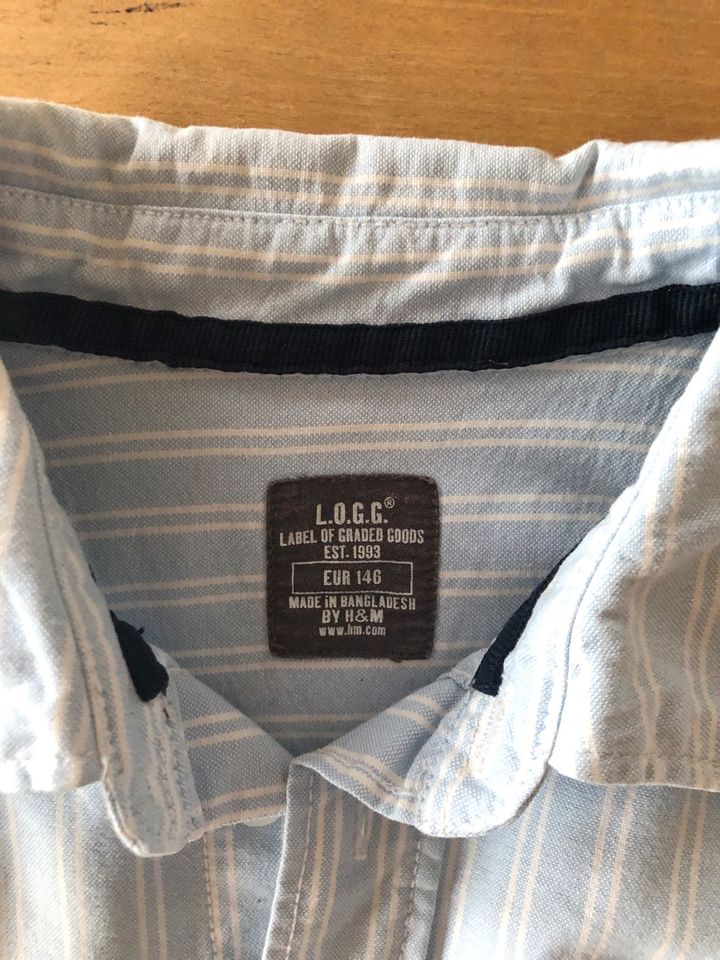 L.O.G.G.®
LABEL OF GRADED GOODS
EST. 1993
EUR 146
MADE iN BANGLADESH
BY H&M
www.hm.com